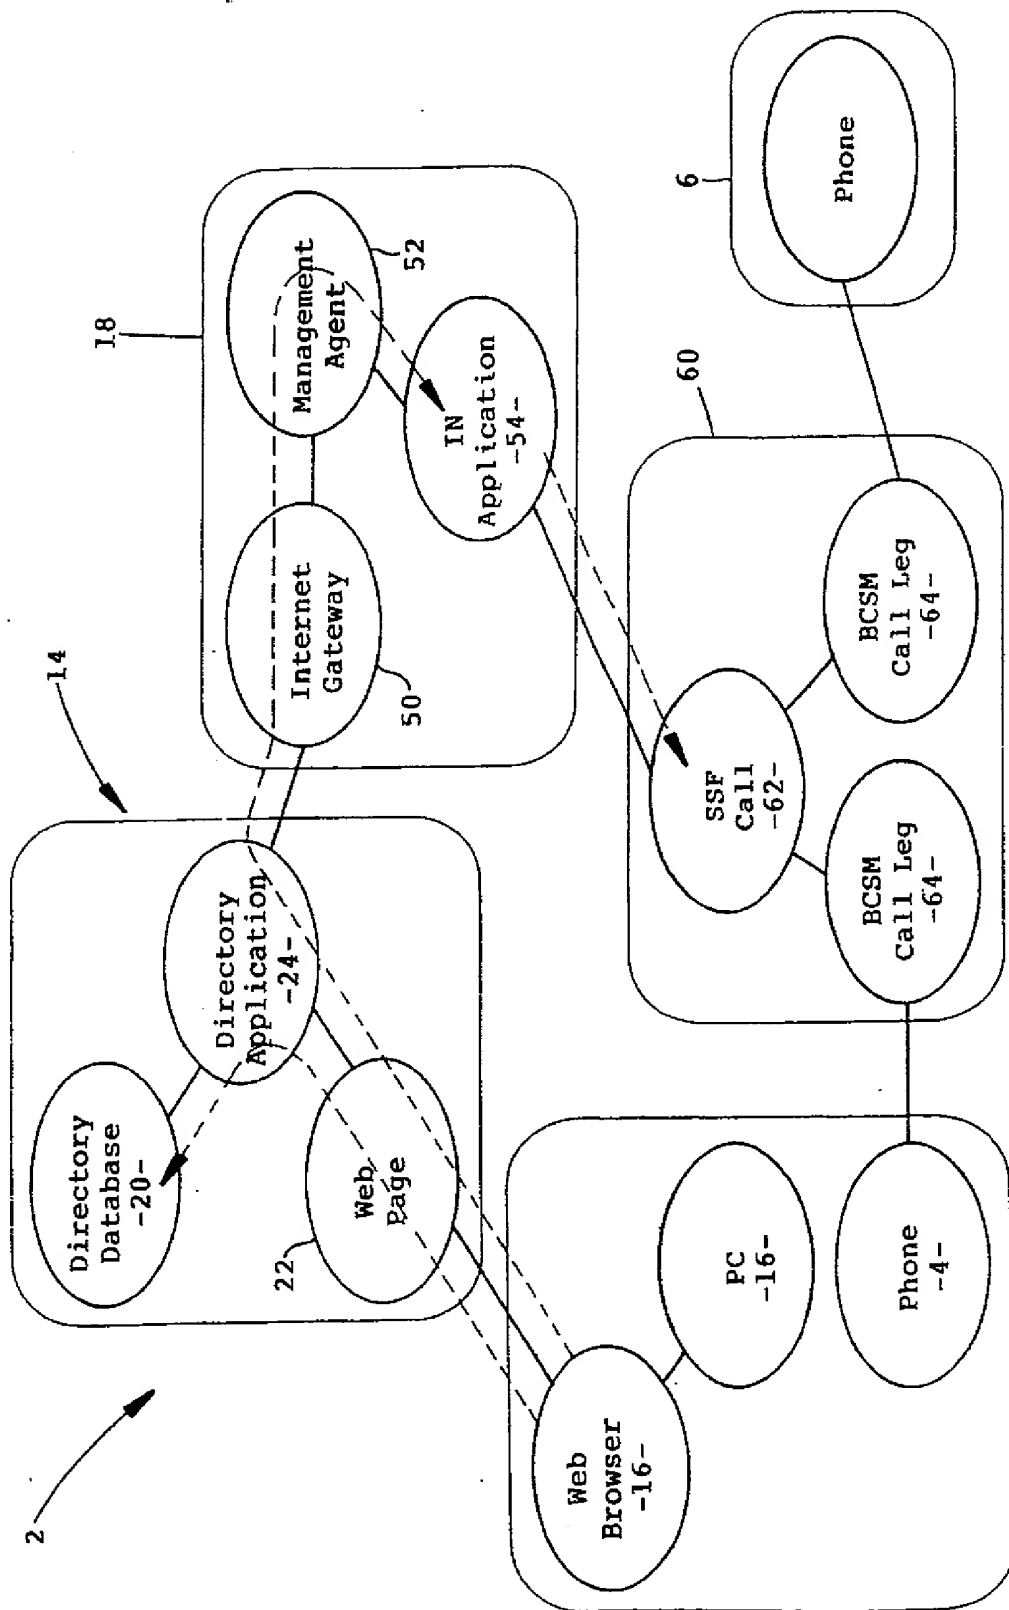 2
14
18
Directory
Database
-20-
Directory
Application
-24-
Web
Page
22
Internet
Gateway
50
Management
Agent
52
IN
Application
-54-
Web
Browser
-16-
PC
-16-
Phone
-4-
60
SSF
Call
-62-
BCSM
Call Leg
-64-
BCSM
Call Leg
-64-
6
Phone